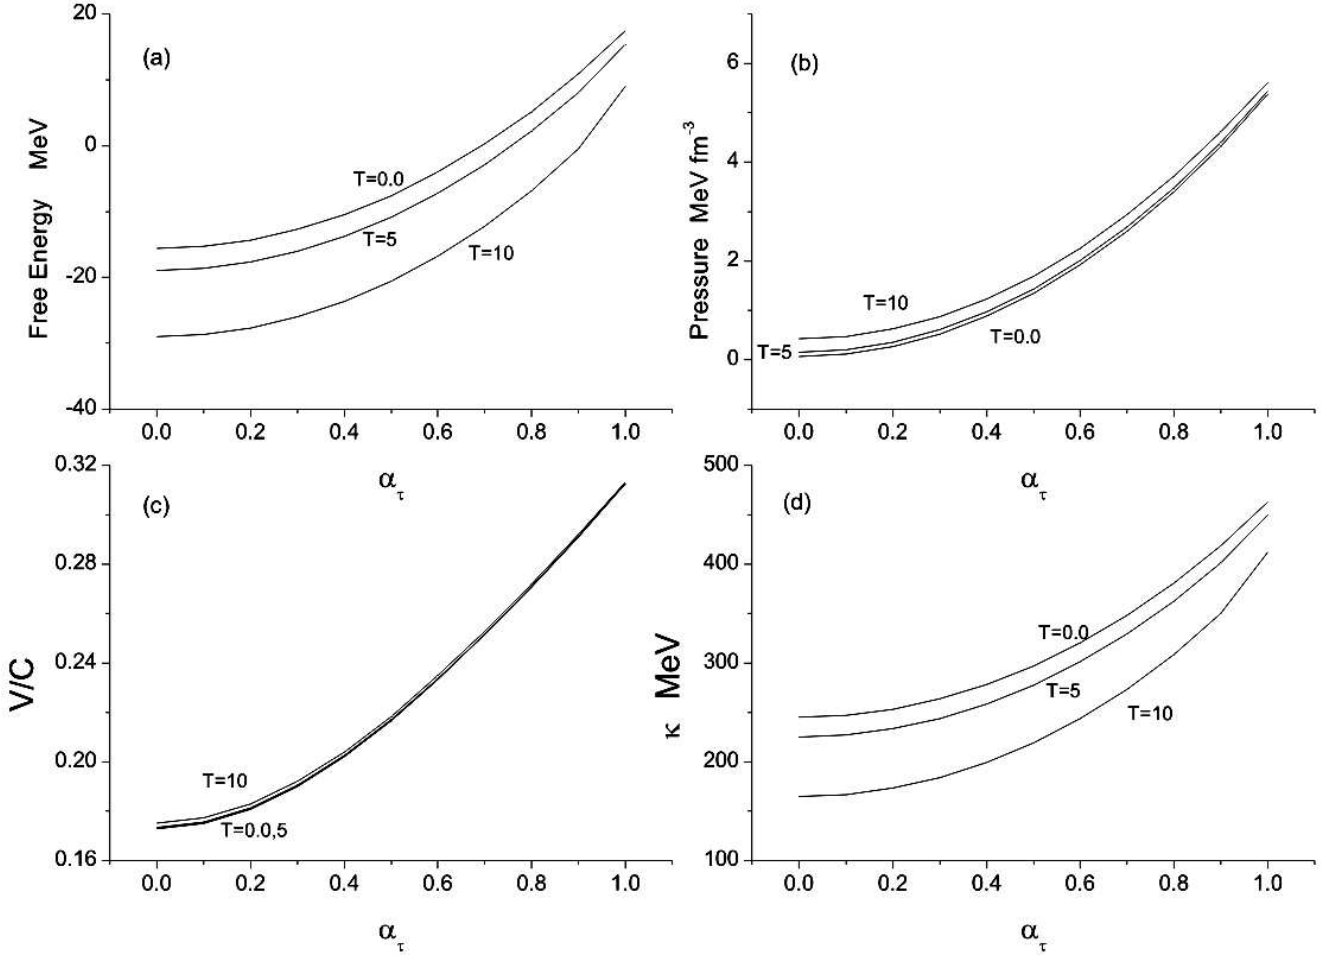 (a)
20
0
-20
-40
Free Energy MeV
T=0.0
T=5
T=10
0.0 0.2 0.4 0.6 0.8 1.0
ατ
(b)
6
4
2
0
Pressure MeV fm⁻³
T=10
T=5
T=0.0
0.0 0.2 0.4 0.6 0.8 1.0
ατ
(c)
0.32
0.28
0.24
0.20
0.16
V/C
T=10
T=0.0,5
0.0 0.2 0.4 0.6 0.8 1.0
ατ
(d)
500
400
300
200
100
κ MeV
T=0.0
T=5
T=10
0.0 0.2 0.4 0.6 0.8 1.0
ατ